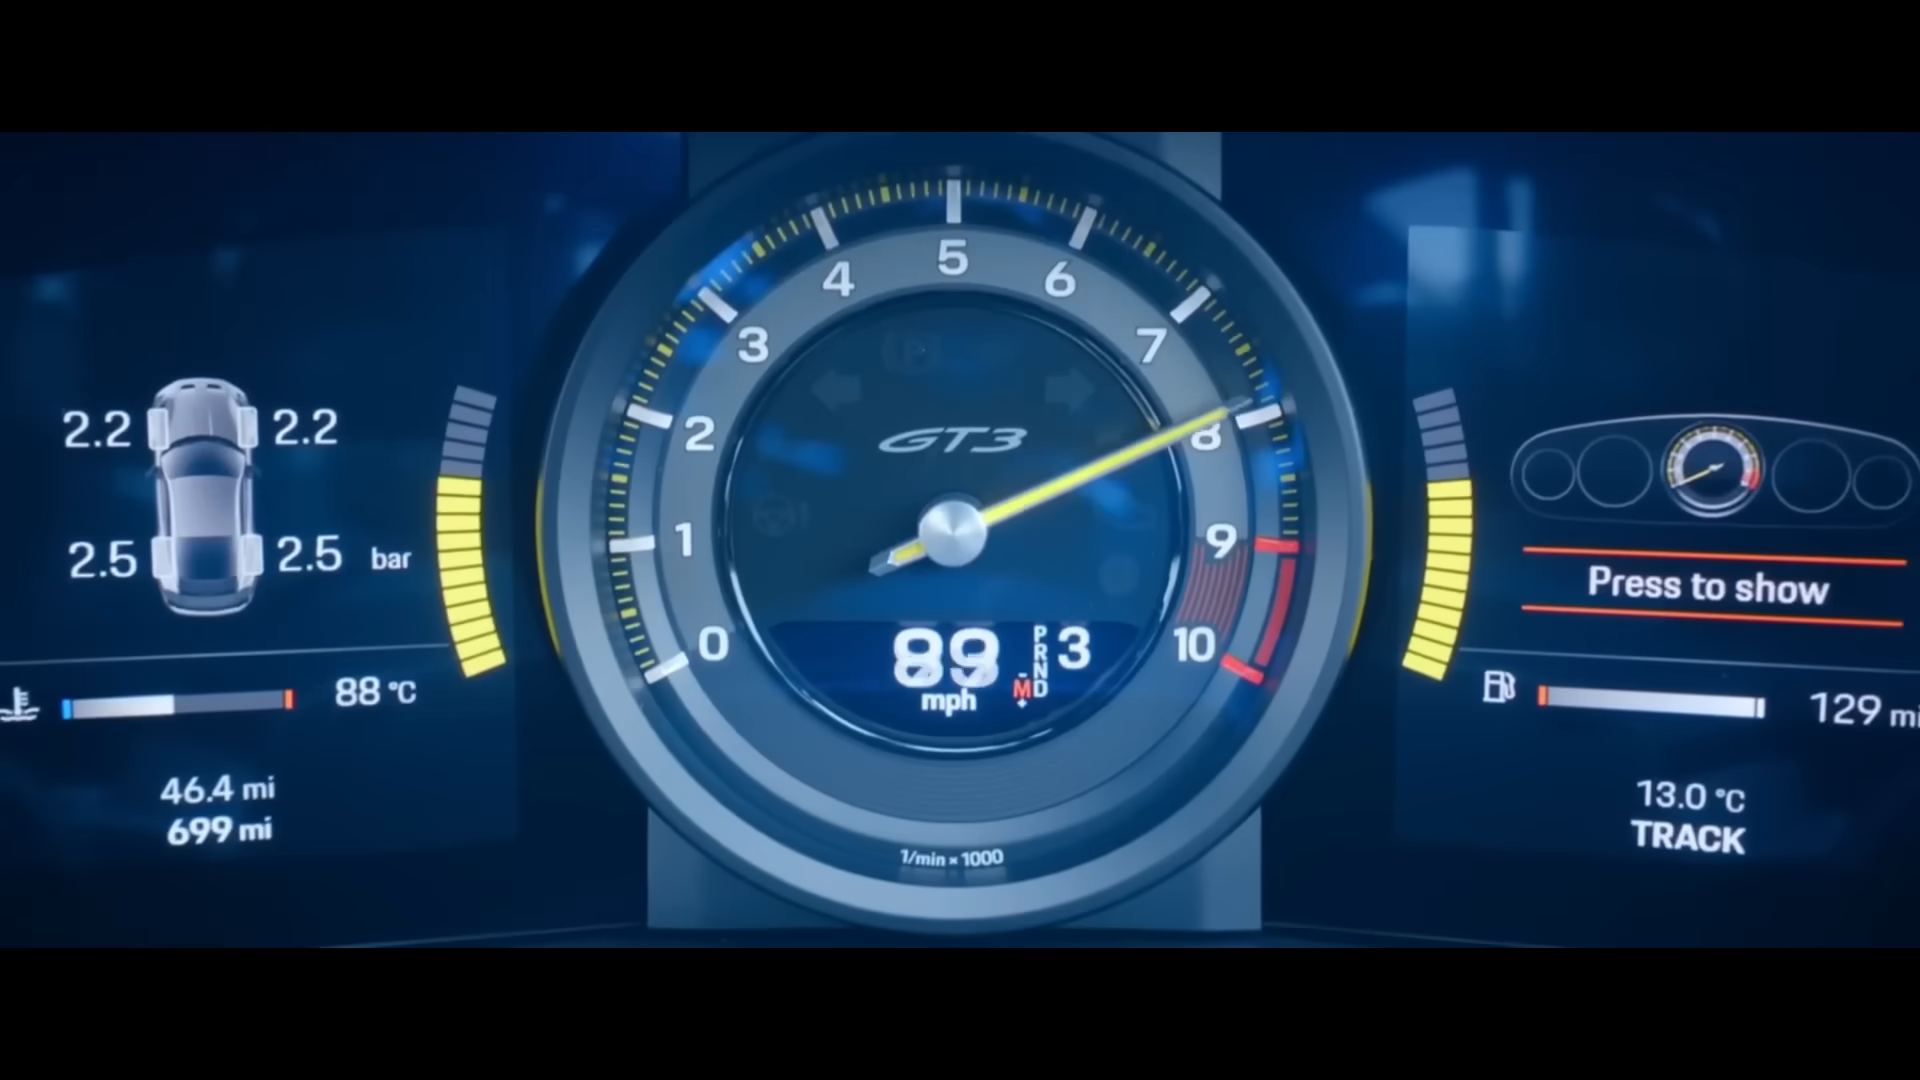 2.2 2.2
2.5 2.5 bar
88 °C
46.4 mi
699 mi
0 1 2 3 4 5 6 7 8 9 10
GT3
89 3
mph
P
R
N
D
- M +
1/min × 1000
Press to show
129 mi
13.0 °C
TRACK